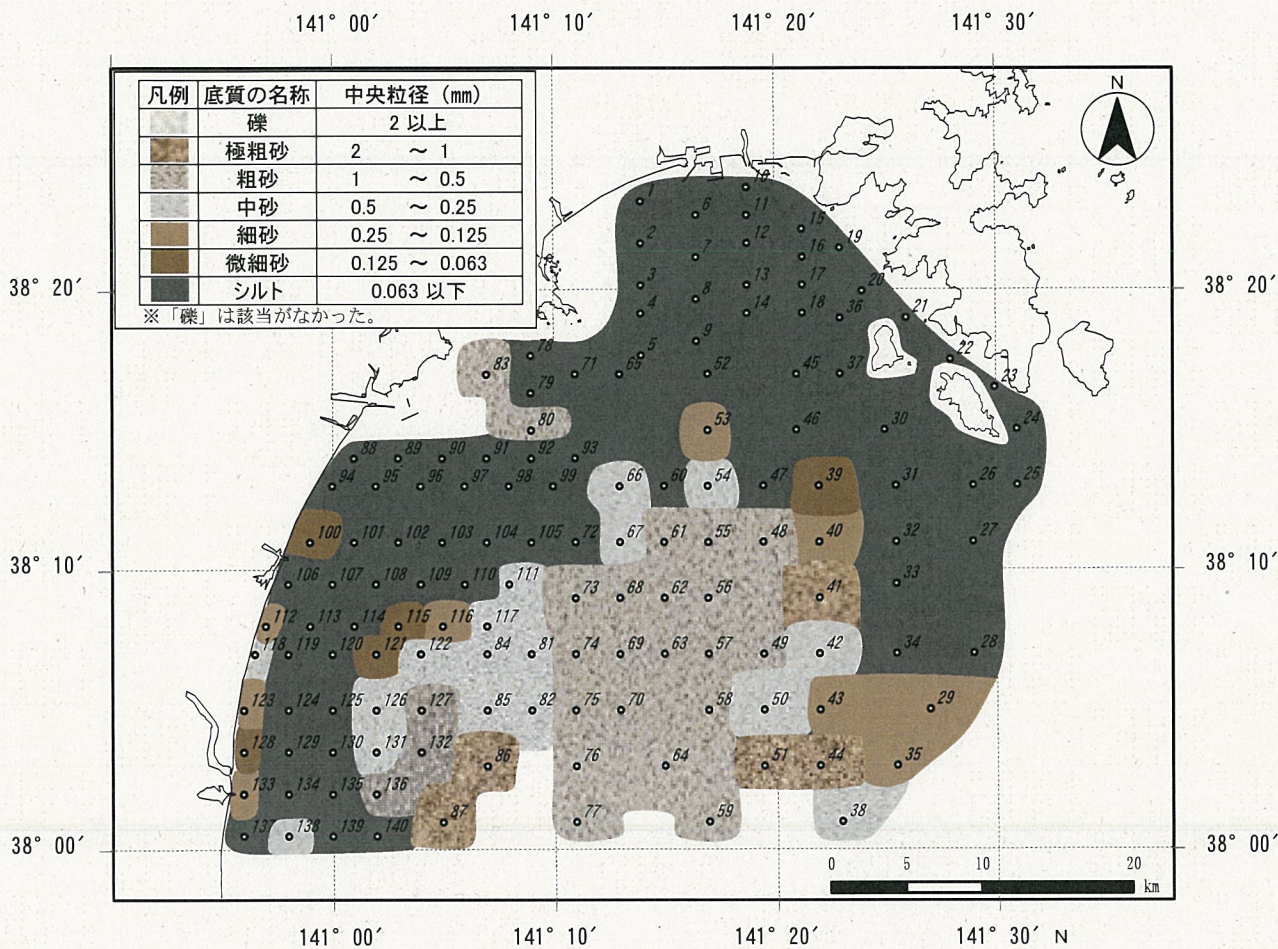 141° 00′ 141° 10′ 141° 20′ 141° 30′
凡例 底質の名称 中央粒径 (mm)
礫 2 以上
極粗砂 2 ～ 1
粗砂 1 ～ 0.5
中砂 0.5 ～ 0.25
細砂 0.25 ～ 0.125
微細砂 0.125 ～ 0.063
シルト 0.063 以下
※「礫」は該当がなかった。
N
1 6 10
2 7 11 12 15 16 19
38° 20′ 38° 20′
3 8 13 17 20
4 9 14 18 36 21
78 5 22
83 71 65 52 45 37 23
79
80 53 46 30 24
88 89 90 91 92 93
94 95 96 97 98 99 66 60 54 47 39 31 26 25
100 101 102 103 104 105 72 67 61 55 48 40 32 27
38° 10′ 38° 10′
106 107 108 109 110 111 73 68 62 56 41 33
112 113 114 115 116 117
118 119 120 121 122 84 81 74 69 63 57 49 42 34 28
123 124 125 126 127 85 82 75 70 58 50 43 29
128 129 130 131 132 86 76 64 51 44 35
133 134 135 136
137 138 139 140 87 77 59 38
38° 00′ 38° 00′
0 5 10 20
km
141° 00′ 141° 10′ 141° 20′ 141° 30′ N